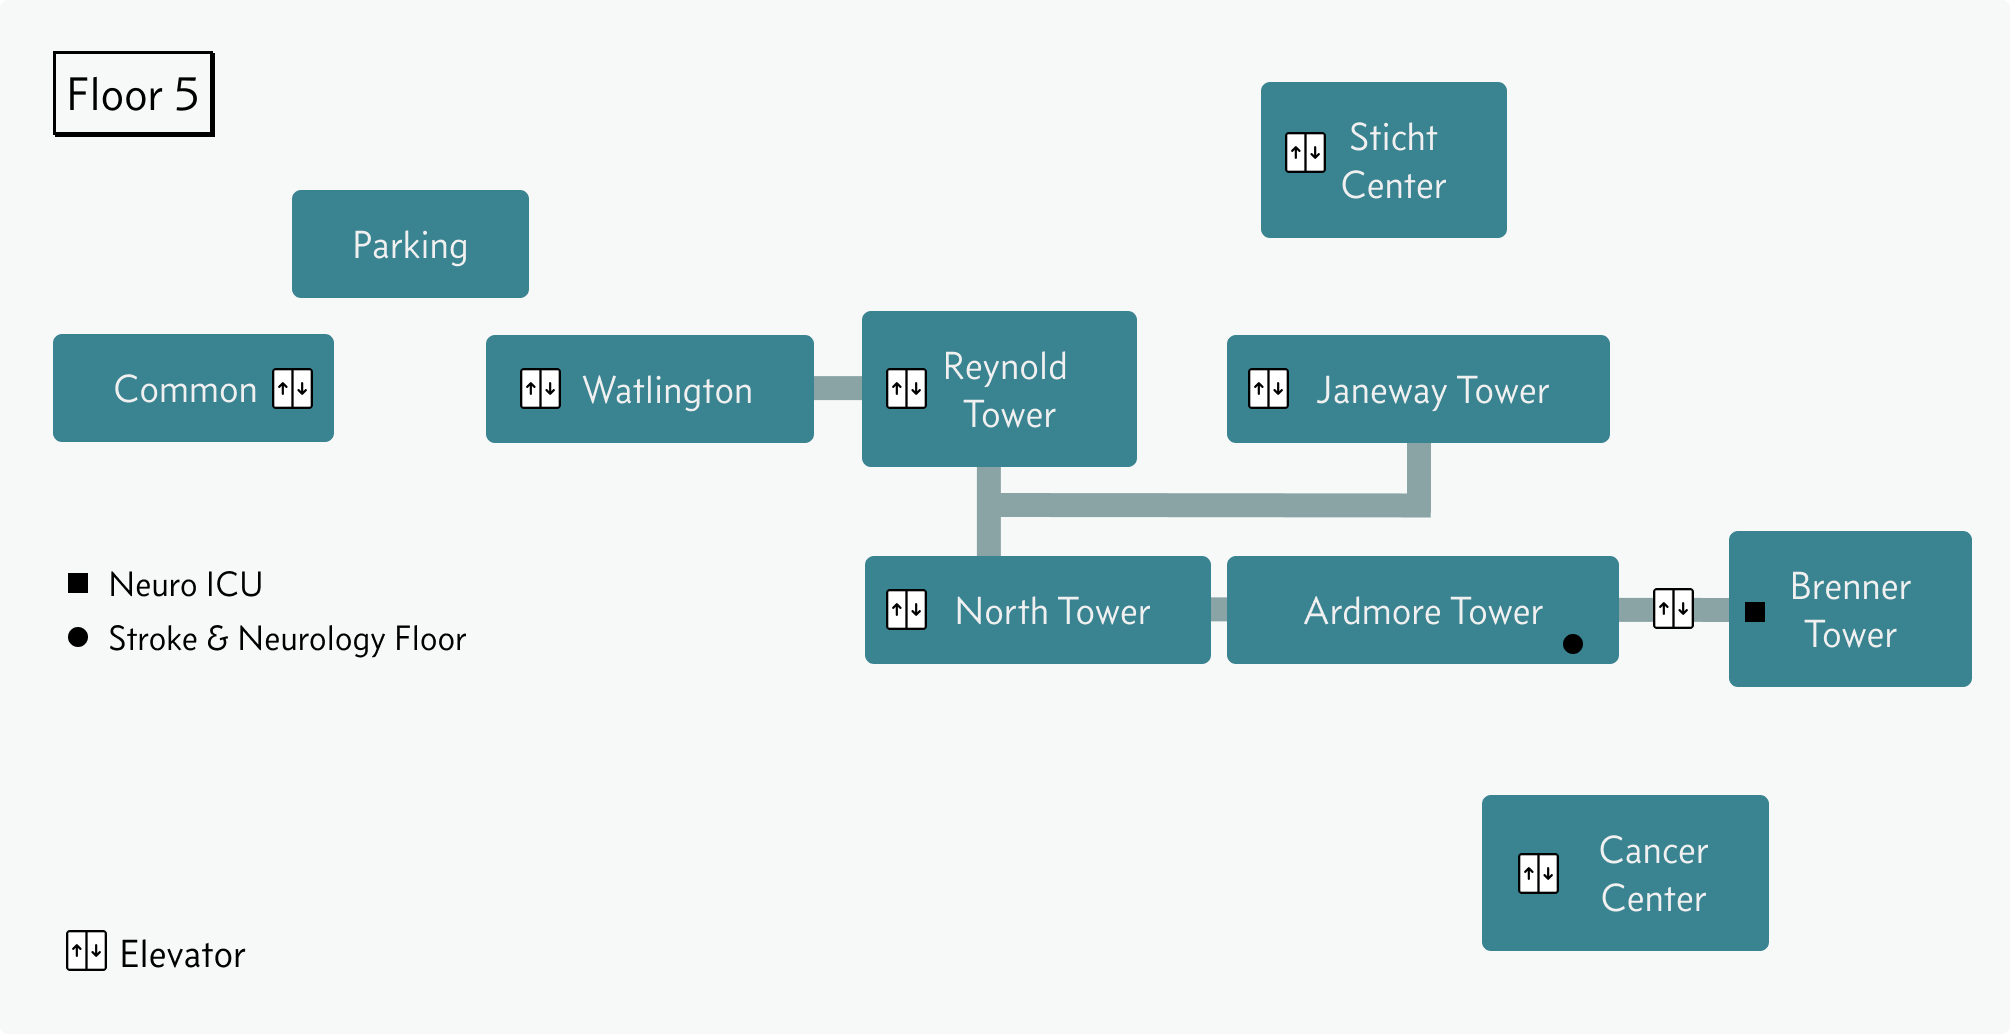 Floor 5
Sticht
Center
Parking
Common
Watlington
Reynold
Tower
Janeway Tower
Neuro ICU
Stroke & Neurology Floor
North Tower
Ardmore Tower
Brenner
Tower
Cancer
Center
Elevator